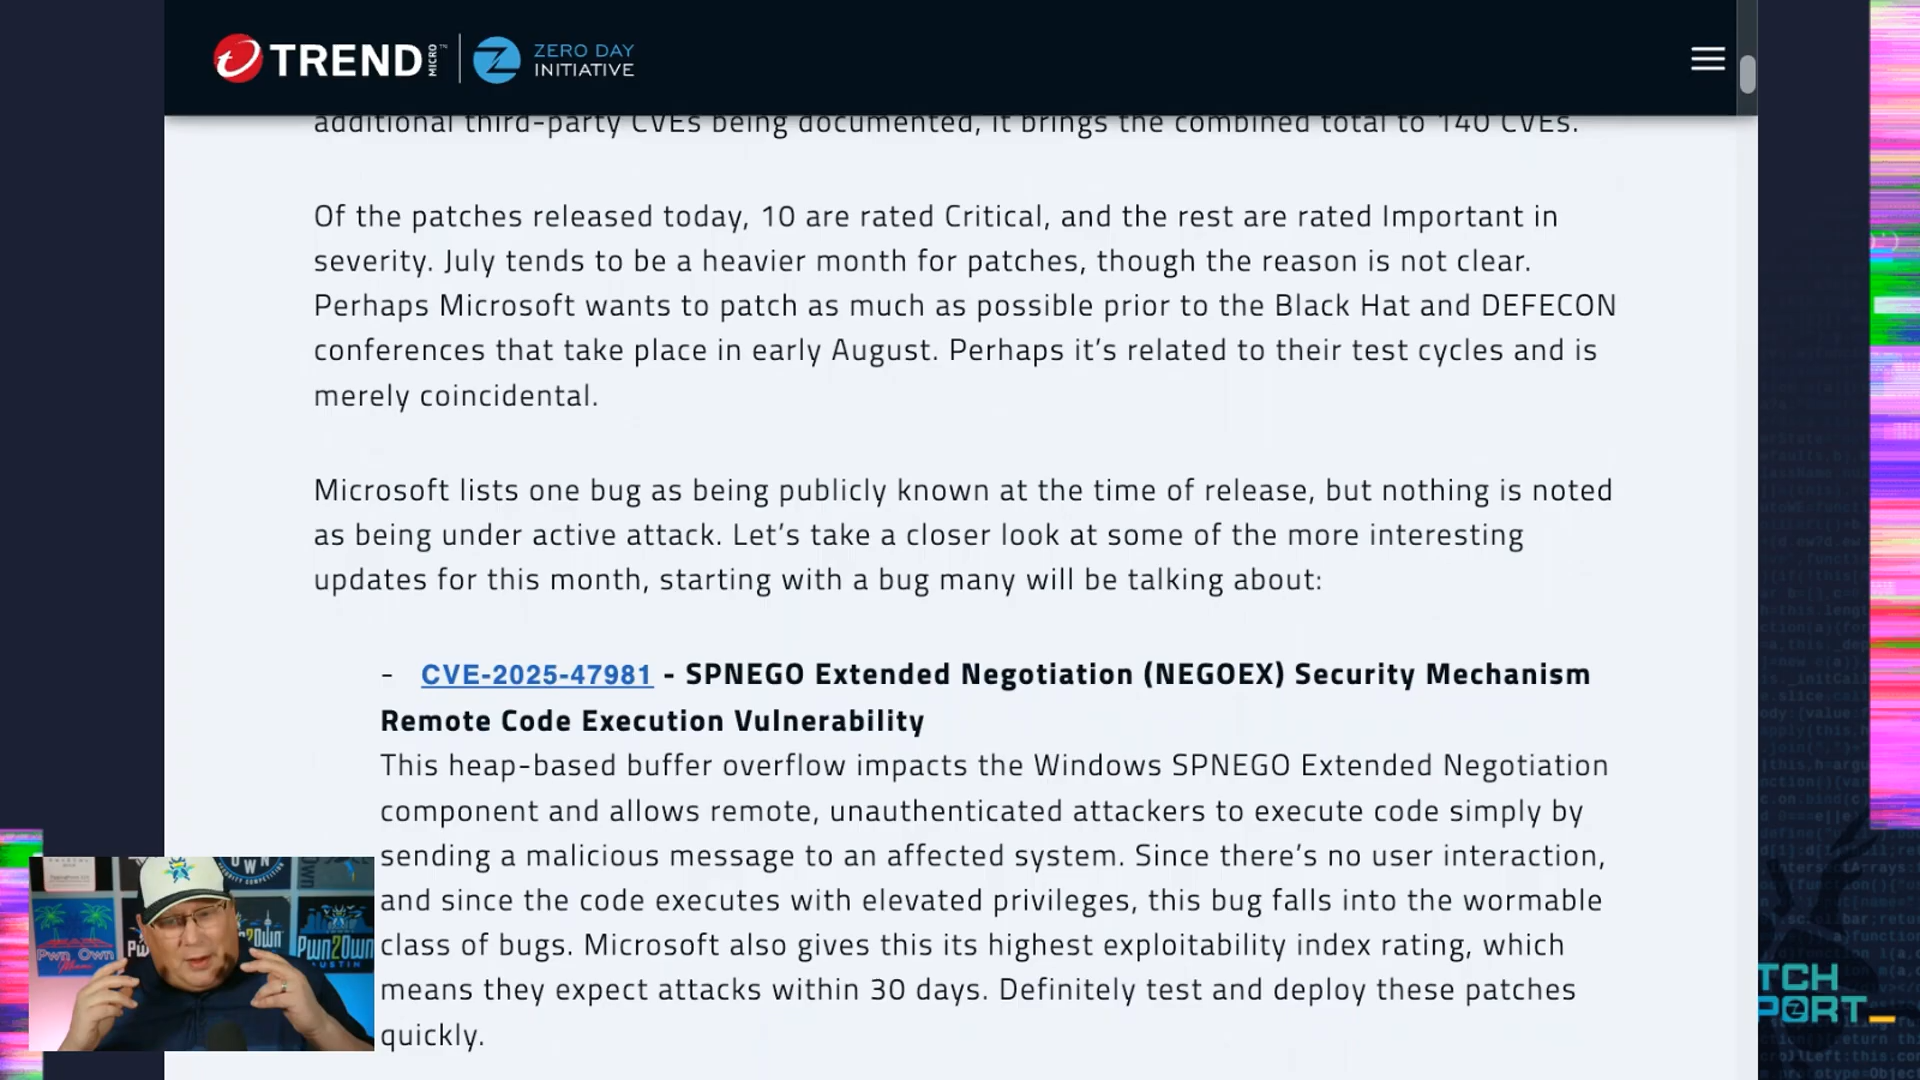 TREND MICRO ZERO DAY INITIATIVE
additional third-party CVEs being documented, it brings the combined total to 140 CVEs.
Of the patches released today, 10 are rated Critical, and the rest are rated Important in
severity. July tends to be a heavier month for patches, though the reason is not clear.
Perhaps Microsoft wants to patch as much as possible prior to the Black Hat and DEFECON
conferences that take place in early August. Perhaps it's related to their test cycles and is
merely coincidental.
Microsoft lists one bug as being publicly known at the time of release, but nothing is noted
as being under active attack. Let's take a closer look at some of the more interesting
updates for this month, starting with a bug many will be talking about:
- CVE-2025-47981 - SPNEGO Extended Negotiation (NEGOEX) Security Mechanism
Remote Code Execution Vulnerability
This heap-based buffer overflow impacts the Windows SPNEGO Extended Negotiation
component and allows remote, unauthenticated attackers to execute code simply by
sending a malicious message to an affected system. Since there's no user interaction,
and since the code executes with elevated privileges, this bug falls into the wormable
class of bugs. Microsoft also gives this its highest exploitability index rating, which
means they expect attacks within 30 days. Definitely test and deploy these patches
quickly.
Pwn Own
Miami
Pwn2Own
AUSTIN
TCH
PORT_